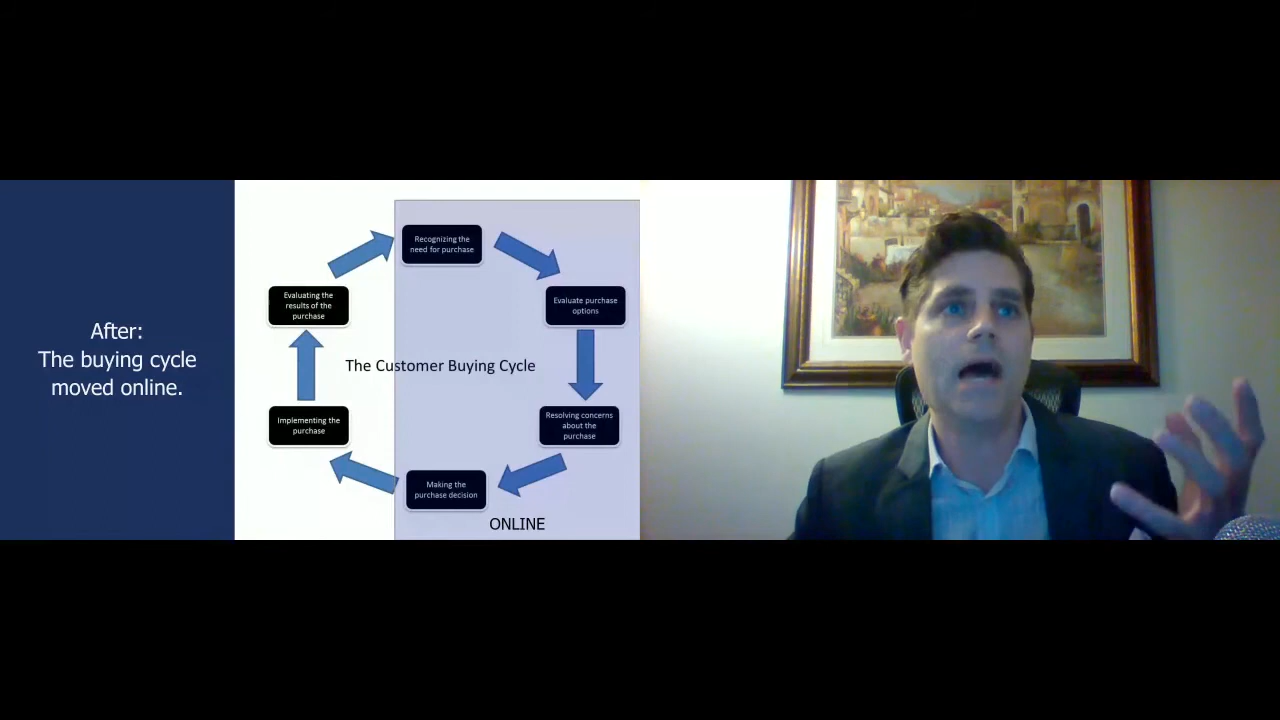 After:
The buying cycle
moved online.
Recognizing the
need for purchase
Evaluate purchase
options
Resolving concerns
about the
purchase
Making the
purchase decision
Implementing the
purchase
Evaluating the
results of the
purchase
The Customer Buying Cycle
ONLINE